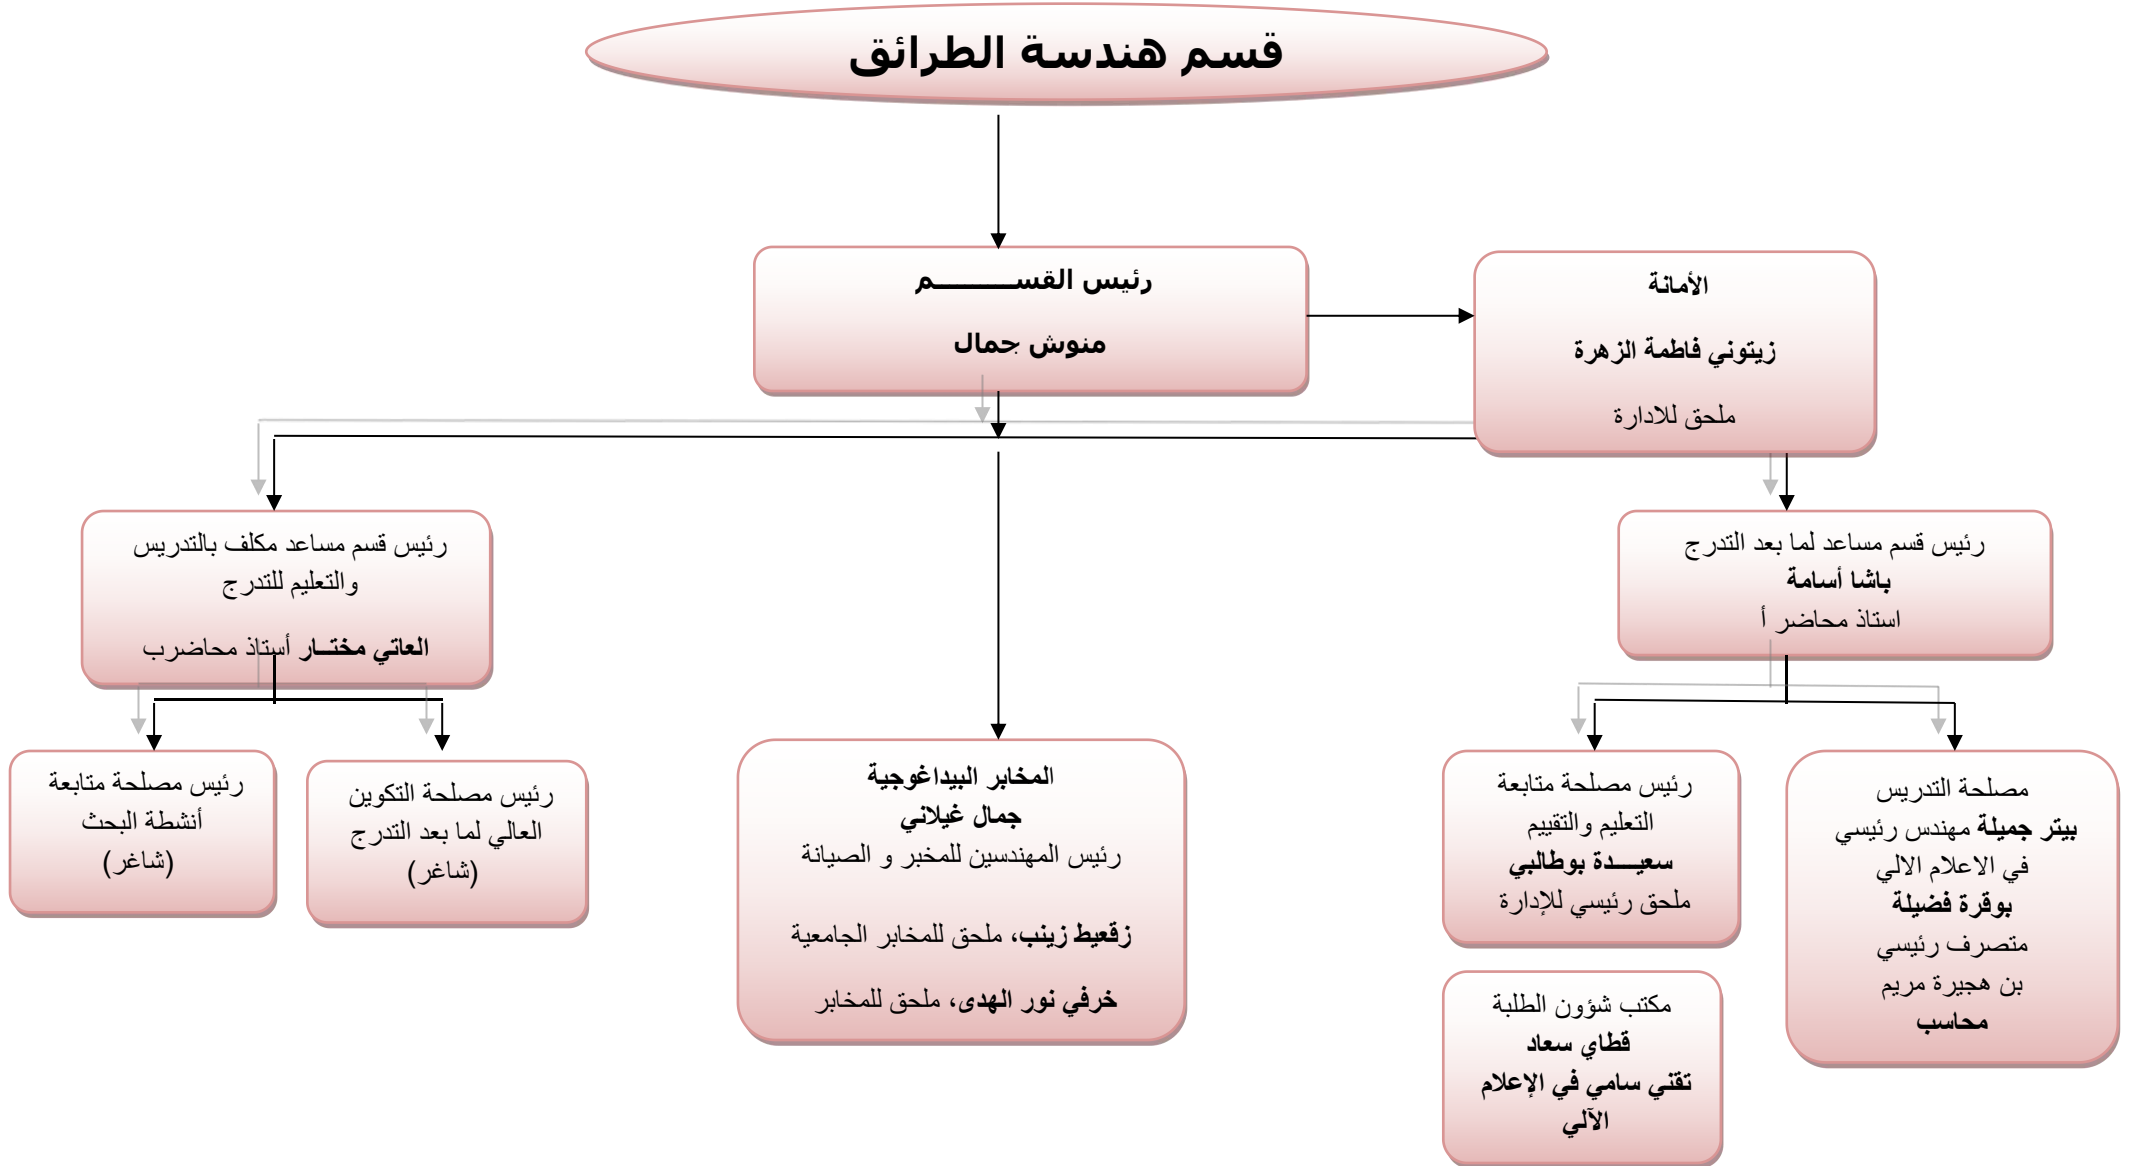 قسم هندسة الطرائق
رئيس القســـــــــم
منوش جمال
الأمانة
زيتوني فاطمة الزهرة
ملحق للادارة
رئيس قسم مساعد لما بعد التدرج
باشا أسامة
استاذ محاضر أ
رئيس قسم مساعد مكلف بالتدريس
والتعليم للتدرج
العاتي مختــار أستاذ محاضرب
مصلحة التدريس
بيتر جميلة مهندس رئيسي
في الاعلام الالي
بوقرة فضيلة
متصرف رئيسي
بن هجيرة مريم
محاسب
رئيس مصلحة متابعة
التعليم والتقييم
سعيــــدة بوطالبي
ملحق رئيسي للإدارة
مكتب شؤون الطلبة
قطاي سعاد
تقني سامي في الإعلام
الآلي
المخابر البيداغوجية
جمال غيلاني
رئيس المهندسين للمخبر و الصيانة
زقعيط زينب، ملحق للمخابر الجامعية
خرفي نور الهدى، ملحق للمخابر
رئيس مصلحة التكوين
العالي لما بعد التدرج
(شاغر)
رئيس مصلحة متابعة
أنشطة البحث
(شاغر)